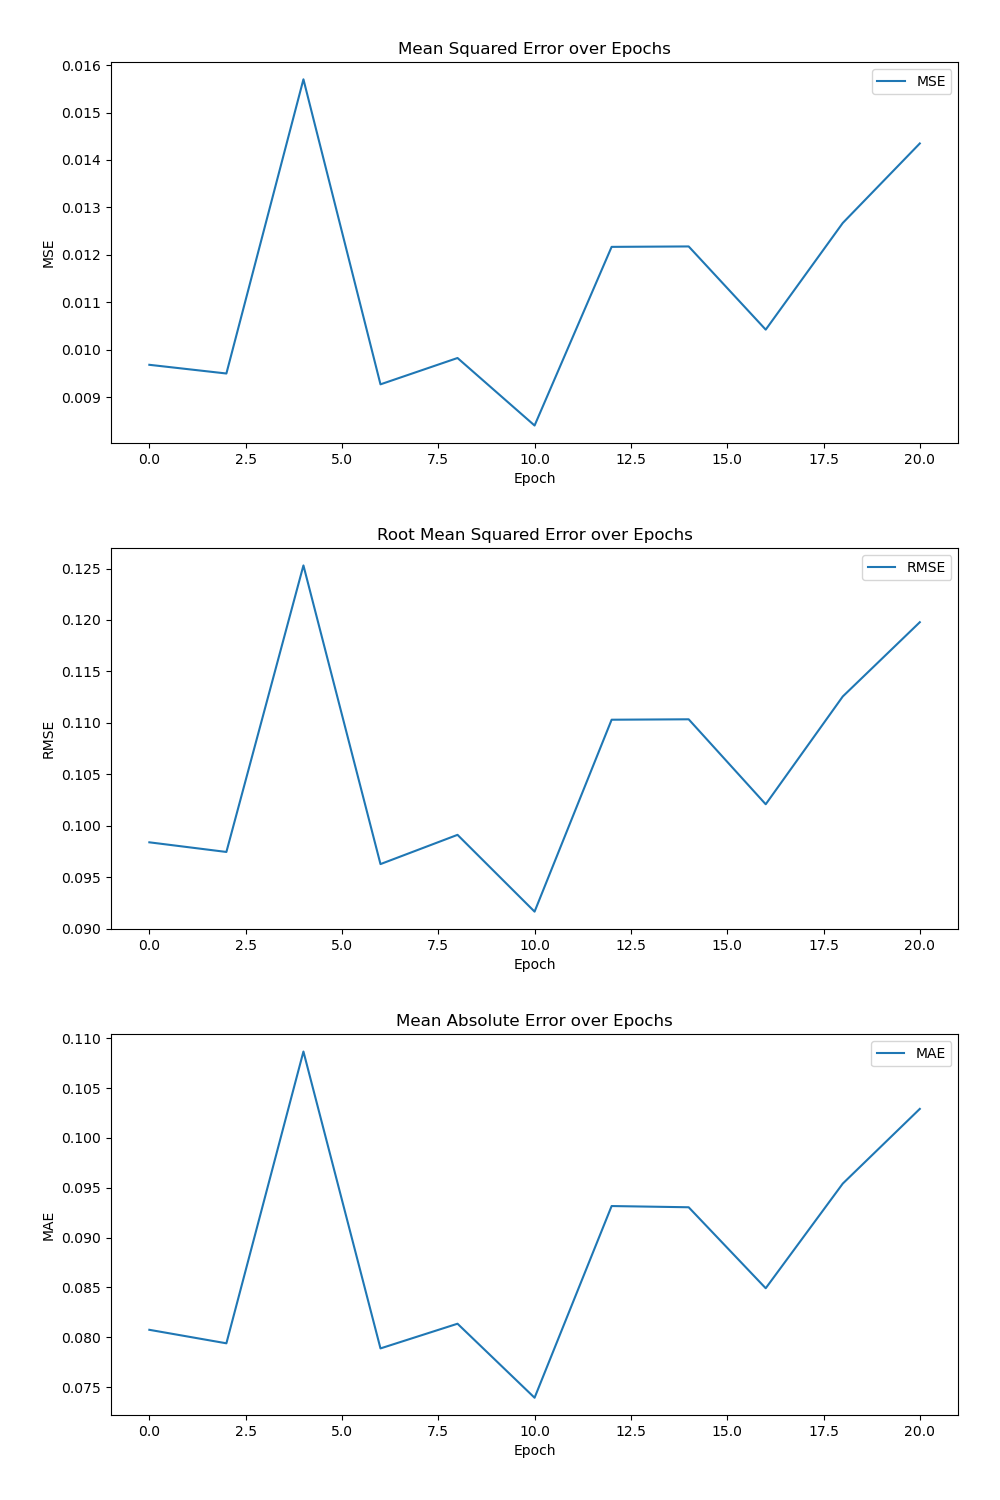 Mean Squared Error over Epochs
0.016
0.015
0.014
0.013
0.012
0.011
0.010
0.009
MSE
MSE
0.0 2.5 5.0 7.5 10.0 12.5 15.0 17.5 20.0
Epoch
Root Mean Squared Error over Epochs
0.125
0.120
0.115
0.110
0.105
0.100
0.095
0.090
RMSE
RMSE
0.0 2.5 5.0 7.5 10.0 12.5 15.0 17.5 20.0
Epoch
Mean Absolute Error over Epochs
0.110
0.105
0.100
0.095
0.090
0.085
0.080
0.075
MAE
MAE
0.0 2.5 5.0 7.5 10.0 12.5 15.0 17.5 20.0
Epoch